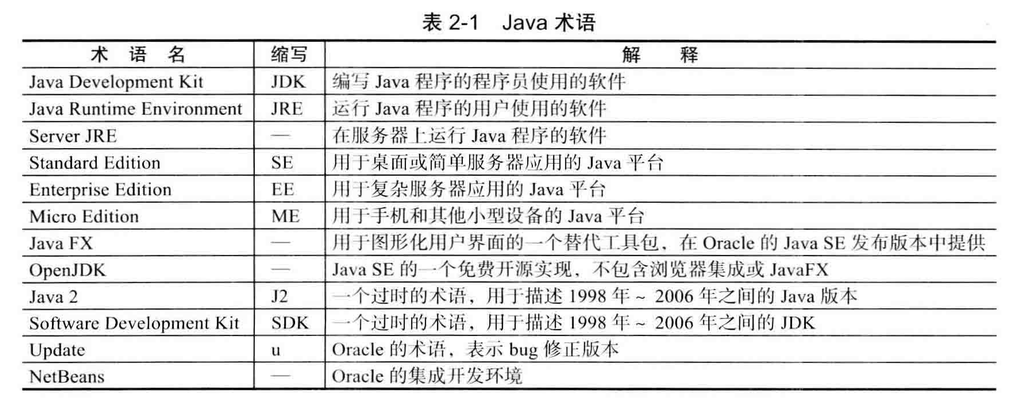 表 2-1 Java 术语
术 语 名 缩写 解 释
Java Development Kit JDK 编写 Java 程序的程序员使用的软件
Java Runtime Environment JRE 运行 Java 程序的用户使用的软件
Server JRE — 在服务器上运行 Java 程序的软件
Standard Edition SE 用于桌面或简单服务器应用的 Java 平台
Enterprise Edition EE 用于复杂服务器应用的 Java 平台
Micro Edition ME 用于手机和其他小型设备的 Java 平台
Java FX — 用于图形化用户界面的一个替代工具包，在 Oracle 的 Java SE 发布版本中提供
OpenJDK — Java SE 的一个免费开源实现，不包含浏览器集成或 JavaFX
Java 2 J2 一个过时的术语，用于描述 1998 年～ 2006 年之间的 Java 版本
Software Development Kit SDK 一个过时的术语，用于描述 1998 年～ 2006 年之间的 JDK
Update u Oracle 的术语，表示 bug 修正版本
NetBeans — Oracle 的集成开发环境